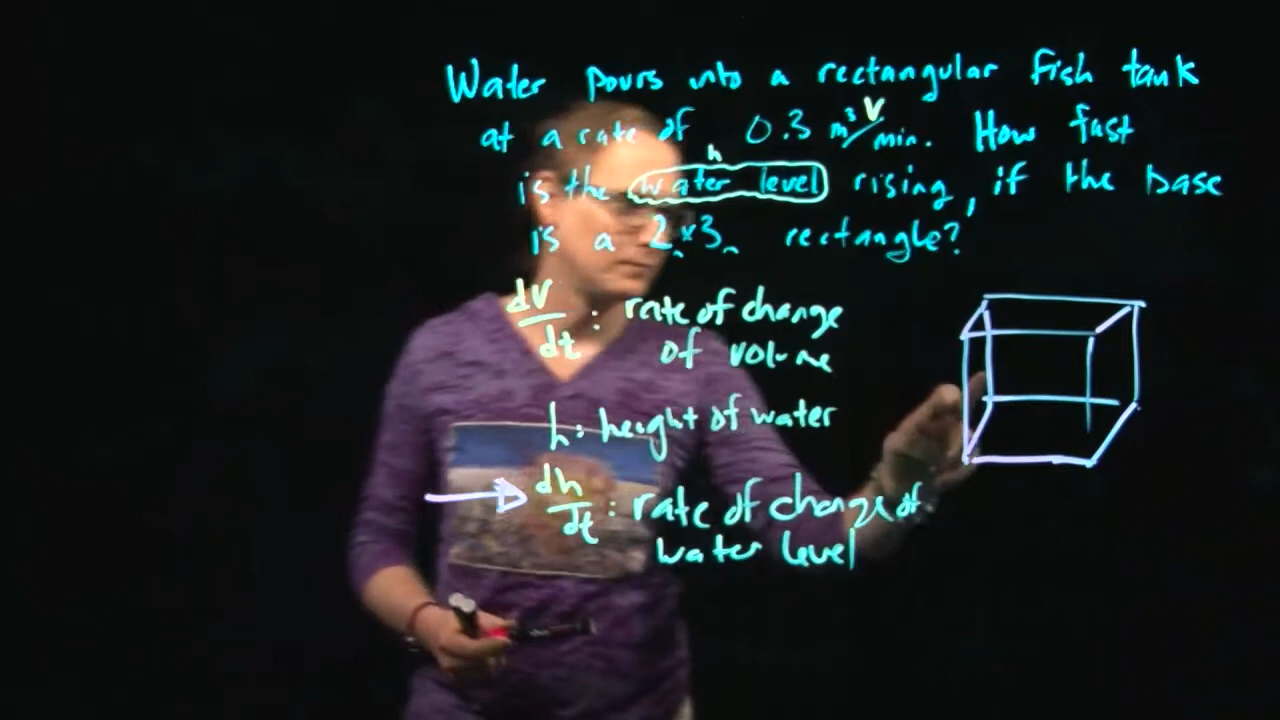 Water pours into a rectangular fish tank
at a rate of 0.3 m³/min. How fast
V
h
is the water level rising, if the base
is a 2 x 3 rectangle?
dV/dt : rate of change
of volume
h: height of water
dh/dt : rate of change of
water level